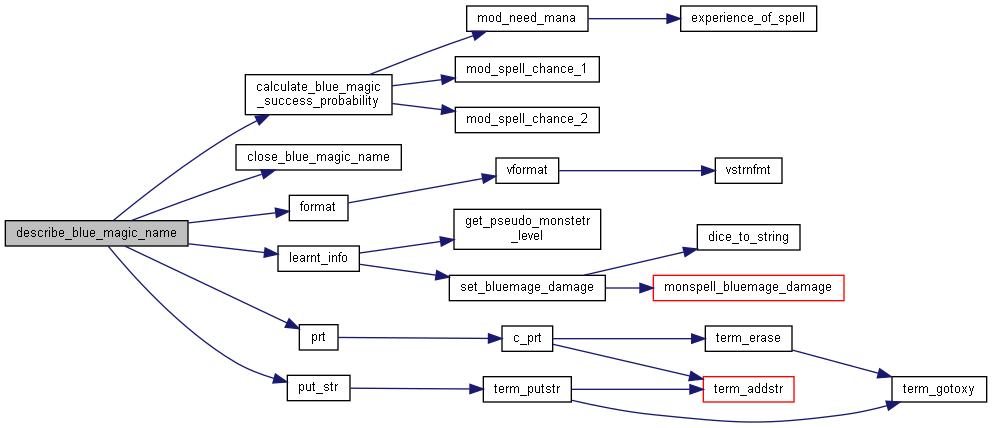 mod_need_mana
experience_of_spell
calculate_blue_magic
_success_probability
mod_spell_chance_1
mod_spell_chance_2
close_blue_magic_name
vformat
vstrnfmt
format
describe_blue_magic_name
get_pseudo_monstetr
_level
dice_to_string
learnt_info
set_bluemage_damage
monspell_bluemage_damage
prt
c_prt
term_erase
put_str
term_putstr
term_addstr
term_gotoxy